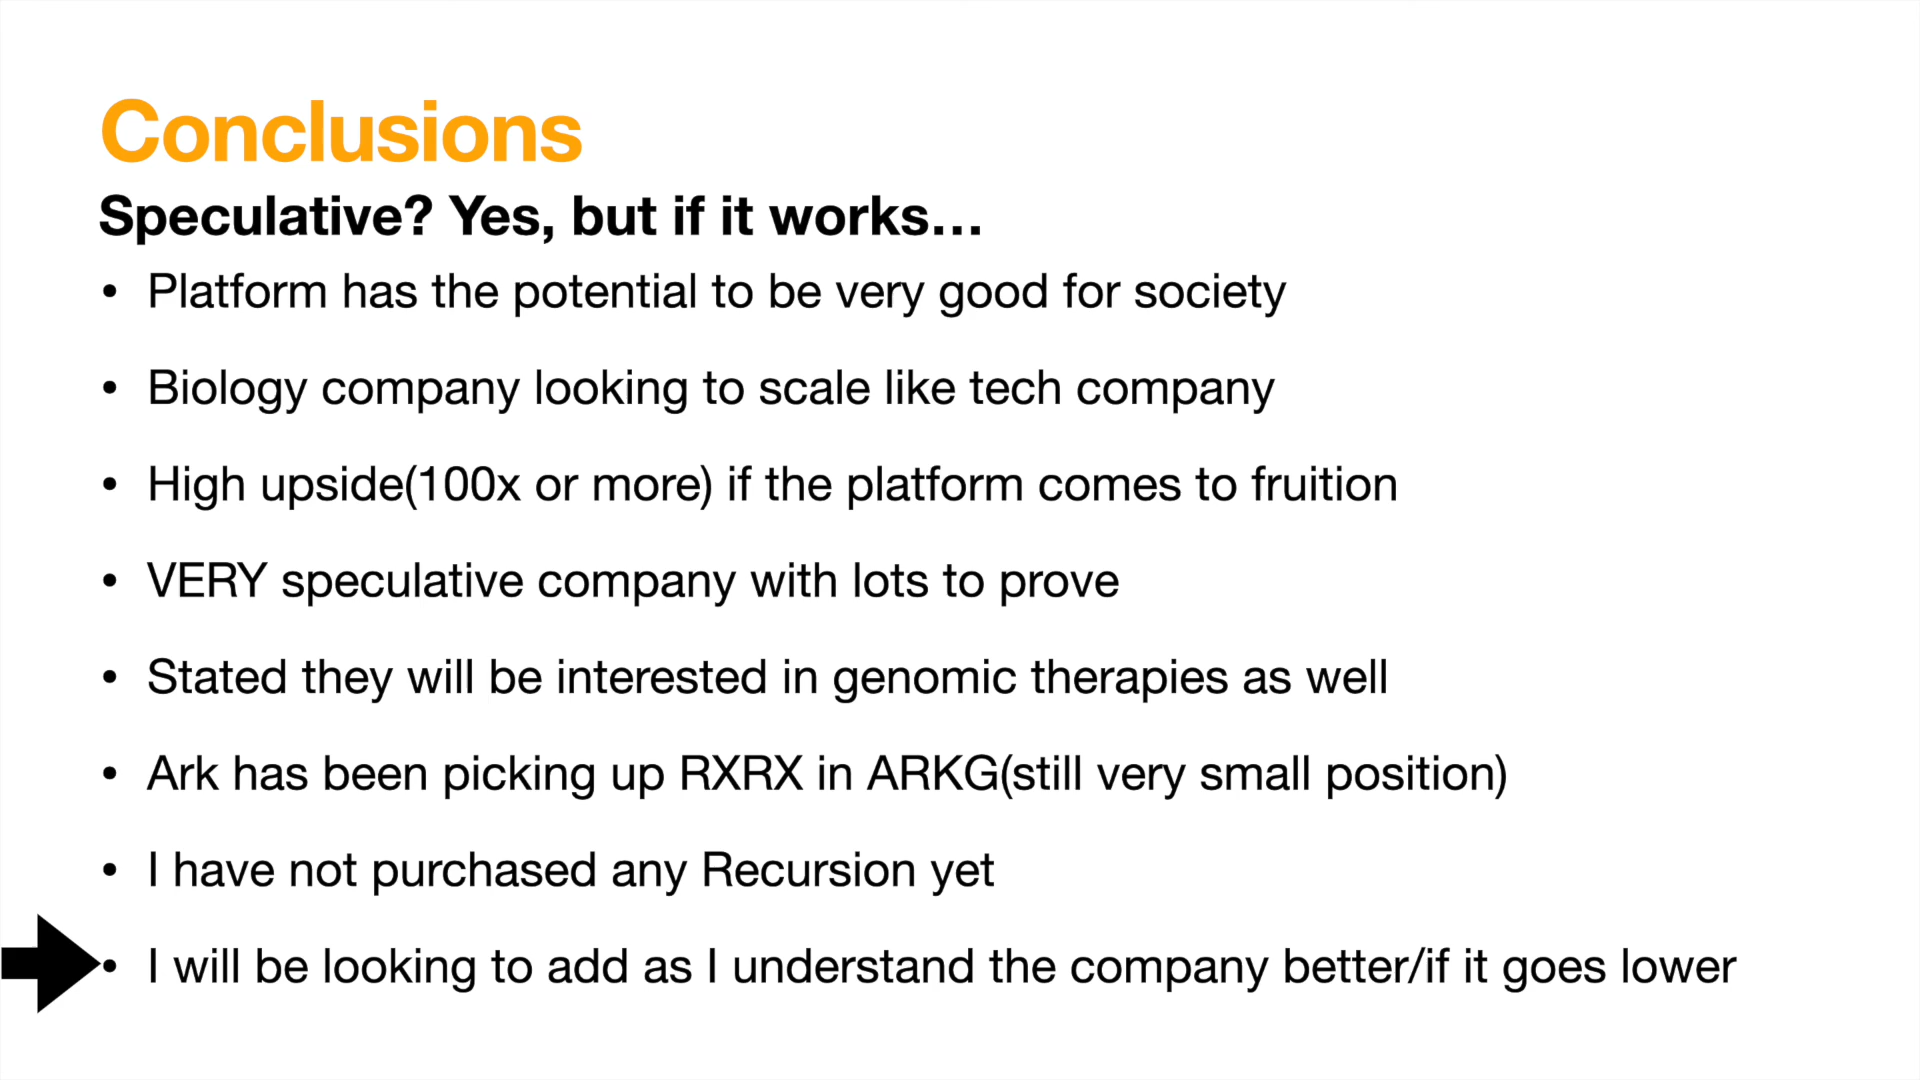 Conclusions
Speculative? Yes, but if it works…
• Platform has the potential to be very good for society
• Biology company looking to scale like tech company
• High upside(100x or more) if the platform comes to fruition
• VERY speculative company with lots to prove
• Stated they will be interested in genomic therapies as well
• Ark has been picking up RXRX in ARKG(still very small position)
• I have not purchased any Recursion yet
• I will be looking to add as I understand the company better/if it goes lower